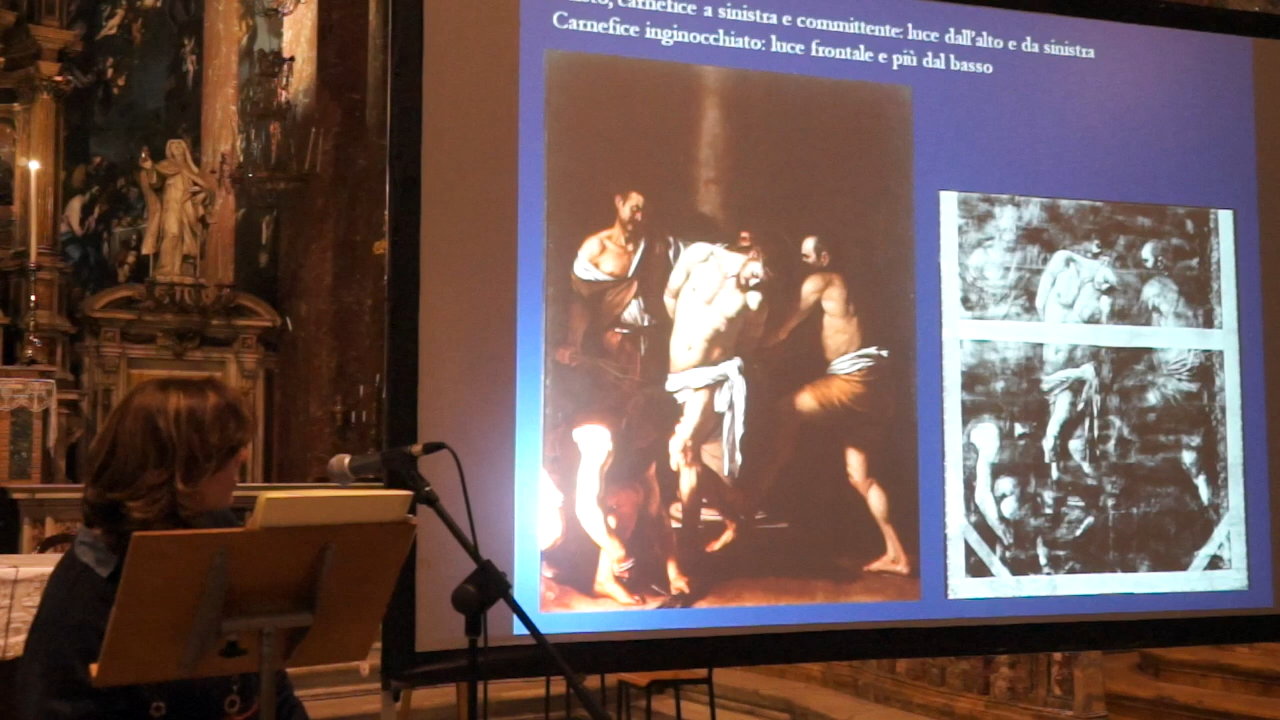 carnefice a sinistra e committente: luce dall'alto e da sinistra
Carnefice inginocchiato: luce frontale e più dal basso